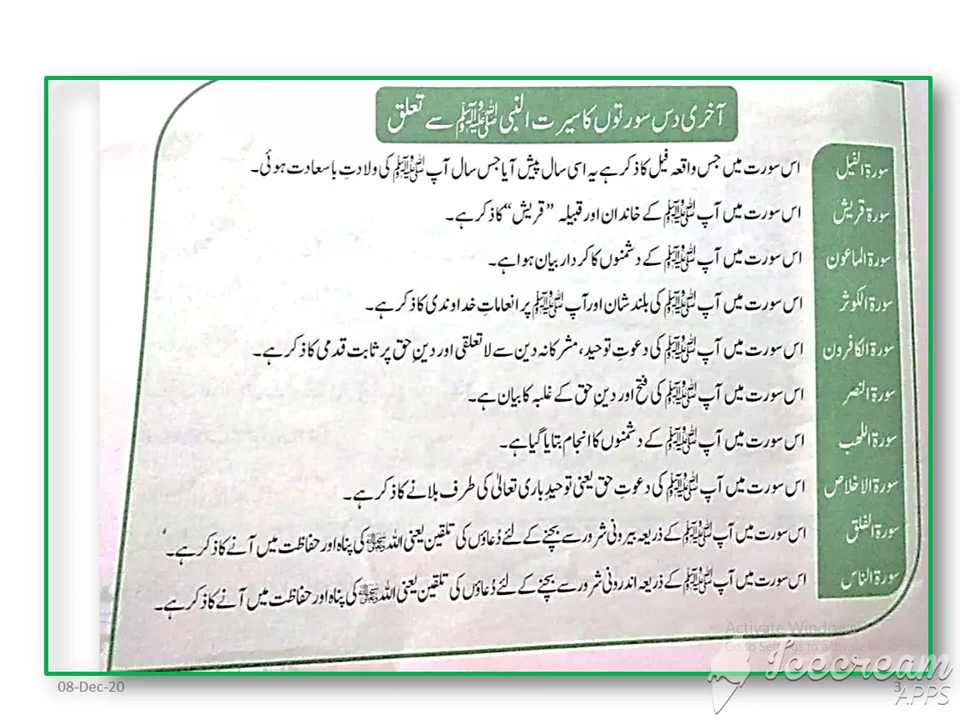 آخری دس سورتوں کا سیرت النبی ﷺ سے تعلق
سورۃ الفیل اس سورت میں جس واقعہ فیل کا ذکر ہے یہ اسی سال پیش آیا جس سال آپ ﷺ کی ولادتِ باسعادت ہوئی۔
سورۃ قریش اس سورت میں آپ ﷺ کے خاندان اور قبیلہ ”قریش“ کا ذکر ہے۔
سورۃ الماعون اس سورت میں آپ ﷺ کے دشمنوں کا کردار بیان ہوا ہے۔
سورۃ الکوثر اس سورت میں آپ ﷺ کی بلند شان اور آپ ﷺ پر انعاماتِ خداوندی کا ذکر ہے۔
سورۃ الکافرون اس سورت میں آپ ﷺ کی دعوتِ توحید، مشرکانہ دین سے لا تعلقی اور دینِ حق پر ثابت قدمی کا ذکر ہے۔
سورۃ النصر اس سورت میں آپ ﷺ کی فتح اور دینِ حق کے غلبہ کا بیان ہے۔
سورۃ اللھب اس سورت میں آپ ﷺ کے دشمنوں کا انجام بتایا گیا ہے۔
سورۃ الاخلاص اس سورت میں آپ ﷺ کی دعوتِ حق یعنی توحیدِ باری تعالیٰ کی طرف بلانے کا ذکر ہے۔
سورۃ الفلق اس سورت میں آپ ﷺ کے ذریعہ بیرونی شرور سے بچنے کے لئے دُعاؤں کی تلقین یعنی اللہ ﷻ کی پناہ اور حفاظت میں آنے کا ذکر ہے۔
سورۃ الناس اس سورت میں آپ ﷺ کے ذریعہ اندرونی شرور سے بچنے کے لئے دُعاؤں کی تلقین یعنی اللہ ﷻ کی پناہ اور حفاظت میں آنے کا ذکر ہے۔
Activate Windows
Go to Settings to activate Windows
08-Dec-20
3
Icecream
APPS